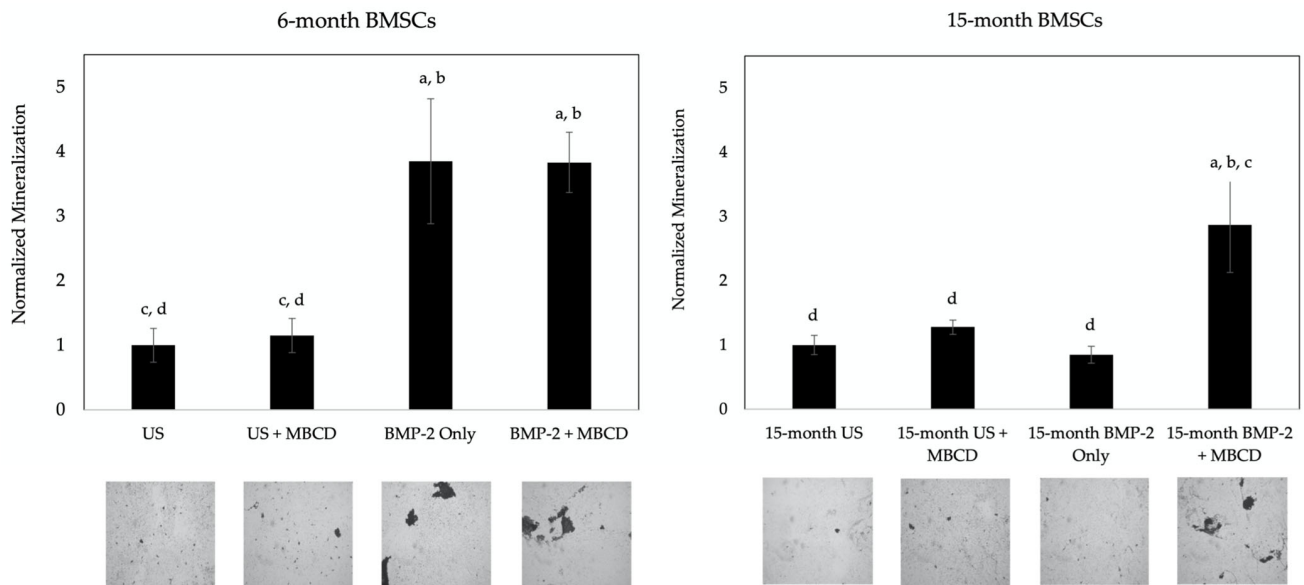 6-month BMSCs
Normalized Mineralization
5
4
3
2
1
0
c, d
c, d
a, b
a, b
US
US + MBCD
BMP-2 Only
BMP-2 + MBCD
15-month BMSCs
Normalized Mineralization
5
4
3
2
1
0
d
d
d
a, b, c
15-month US
15-month US +
MBCD
15-month BMP-2
Only
15-month BMP-2
+ MBCD